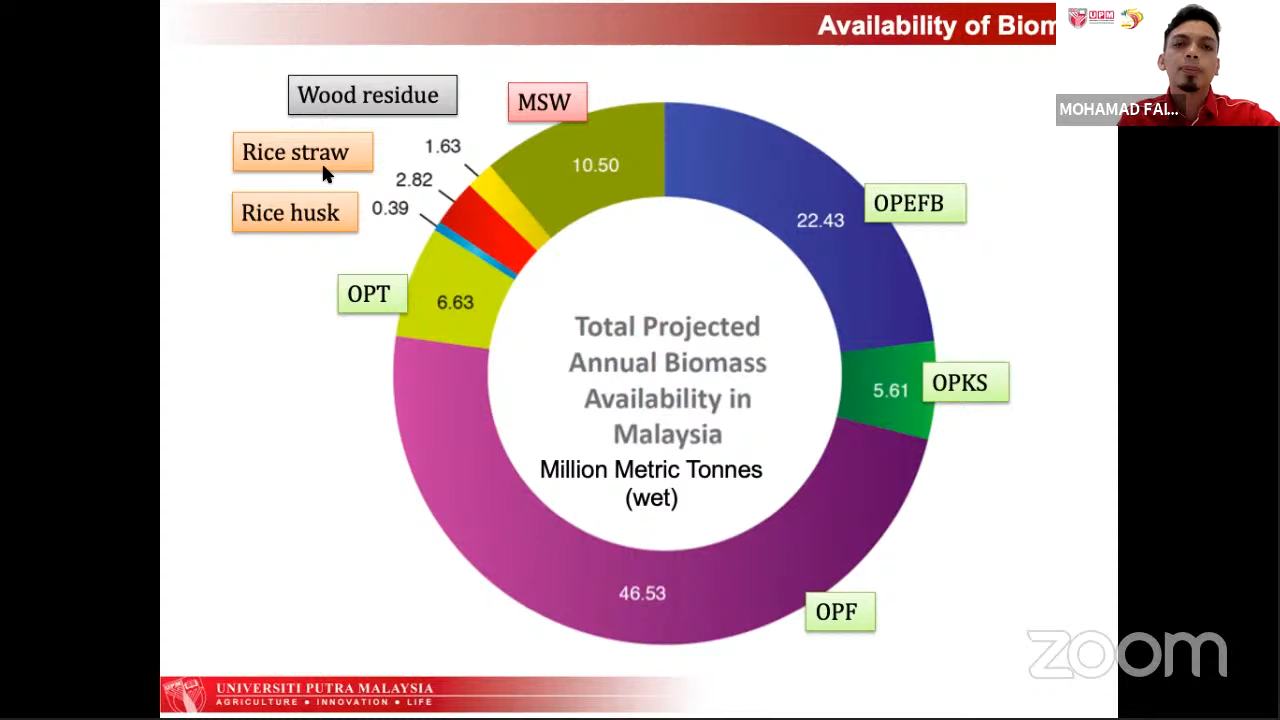 Availability of Biom
UPM
MOHAMAD FAI...
Wood residue
MSW
Rice straw
1.63
10.50
2.82
Rice husk
0.39
OPEFB
22.43
OPT
6.63
Total Projected
Annual Biomass
Availability in
Malaysia
Million Metric Tonnes
(wet)
5.61
OPKS
46.53
OPF
zoom
UNIVERSITI PUTRA MALAYSIA
AGRICULTURE • INNOVATION • LIFE